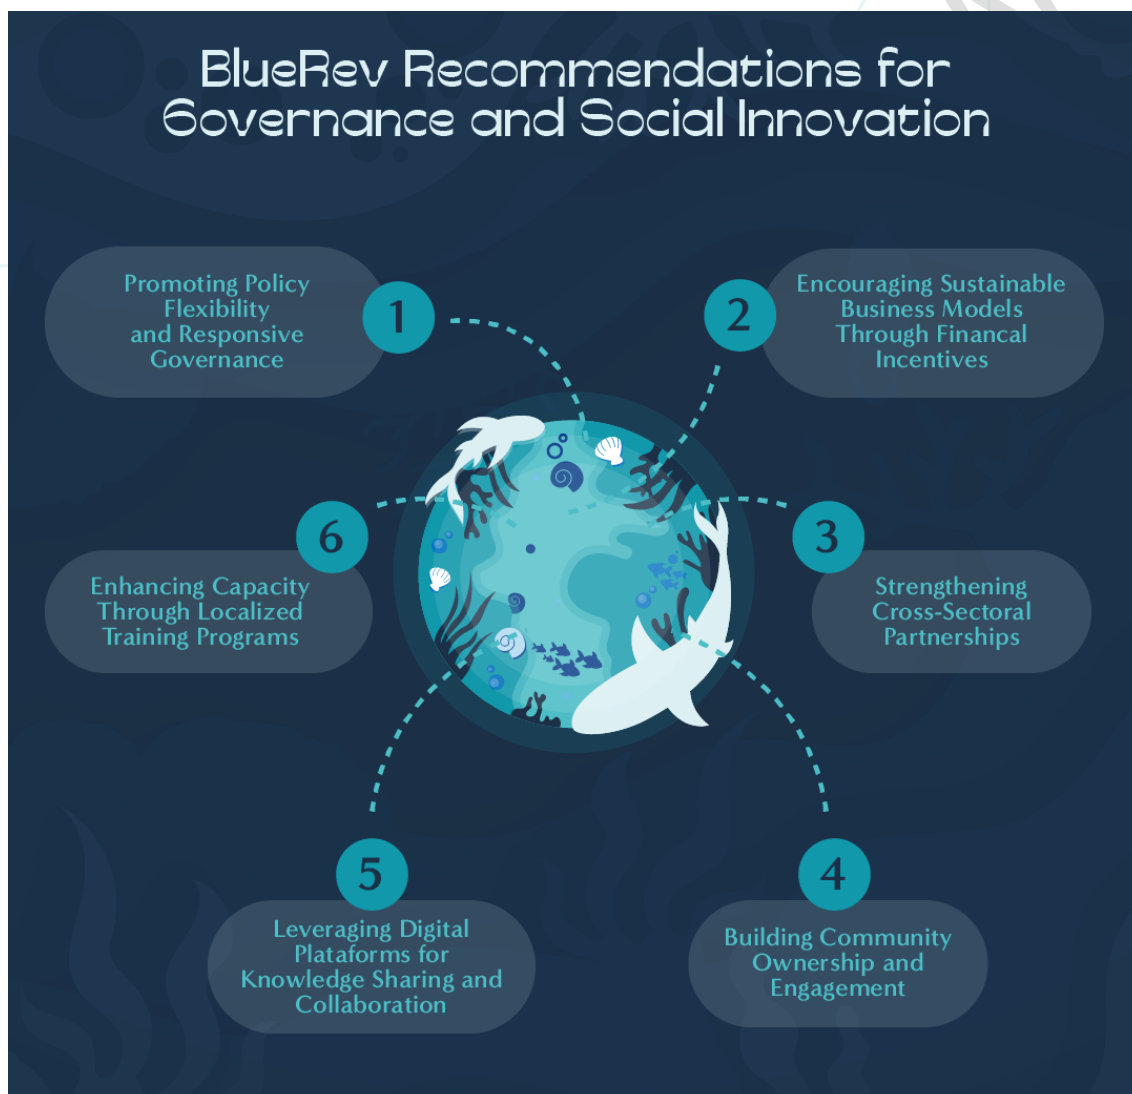 BlueRev Recommendations for
Governance and Social Innovation
1
Promoting Policy
Flexibility
and Responsive
Governance
2
Encouraging Sustainable
Business Models
Through Financal
Incentives
3
Strengthening
Cross-Sectoral
Partnerships
4
Building Community
Ownership and
Engagement
5
Leveraging Digital
Plataforms for
Knowledge Sharing and
Collaboration
6
Enhancing Capacity
Through Localized
Training Programs